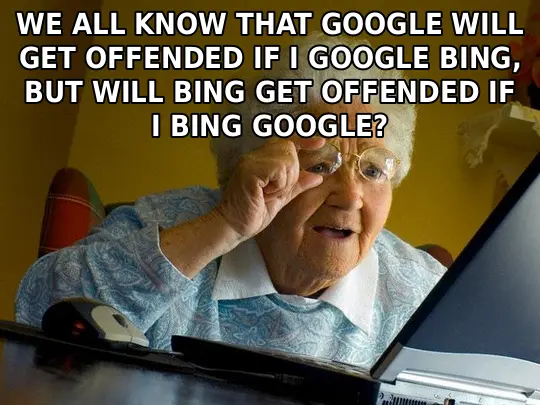 WE ALL KNOW THAT GOOGLE WILL
GET OFFENDED IF I GOOGLE BING,
BUT WILL BING GET OFFENDED IF
I BING GOOGLE?